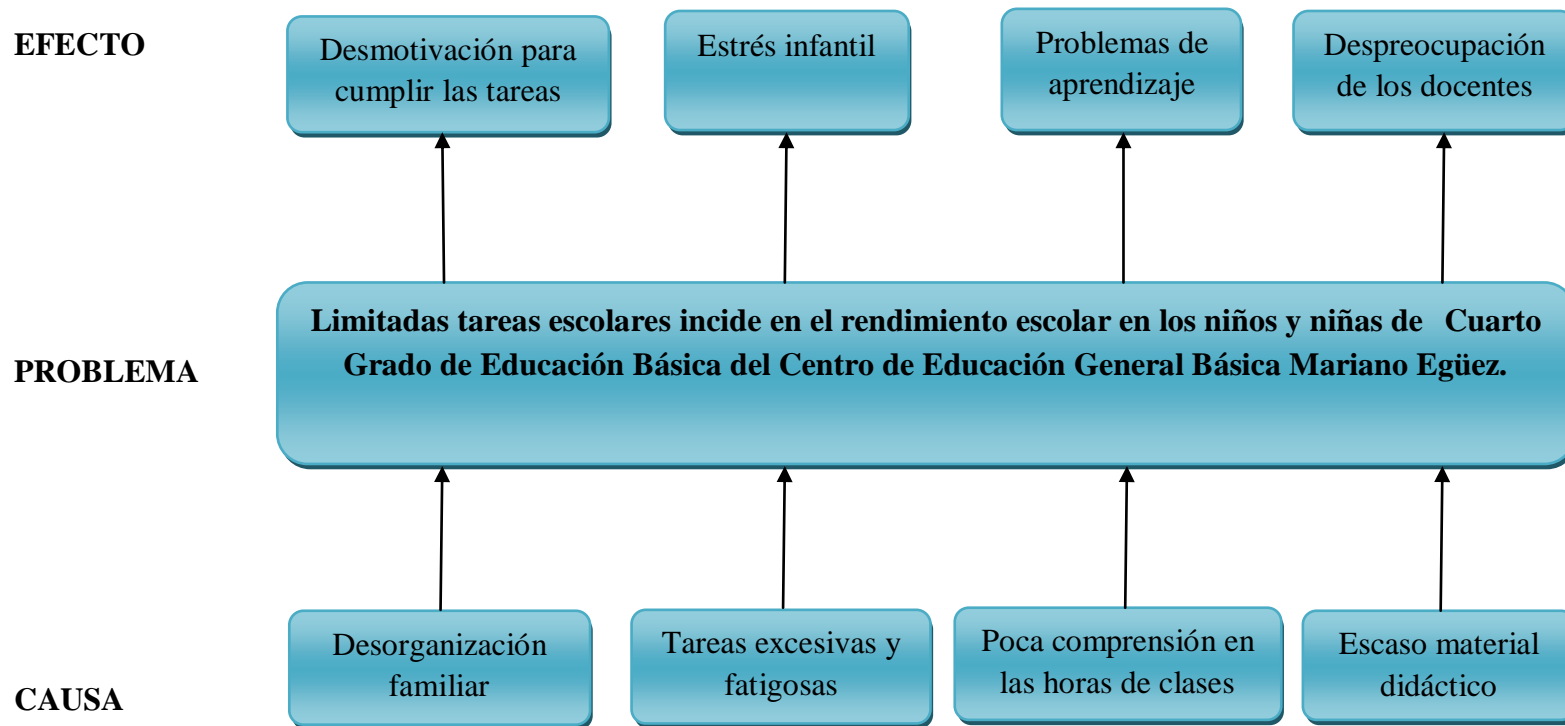 EFECTO
Desmotivación para
cumplir las tareas
Estrés infantil
Problemas de
aprendizaje
Despreocupación
de los docentes
PROBLEMA
Limitadas tareas escolares incide en el rendimiento escolar en los niños y niñas de Cuarto
Grado de Educación Básica del Centro de Educación General Básica Mariano Egüez.
CAUSA
Desorganización
familiar
Tareas excesivas y
fatigosas
Poca comprensión en
las horas de clases
Escaso material
didáctico